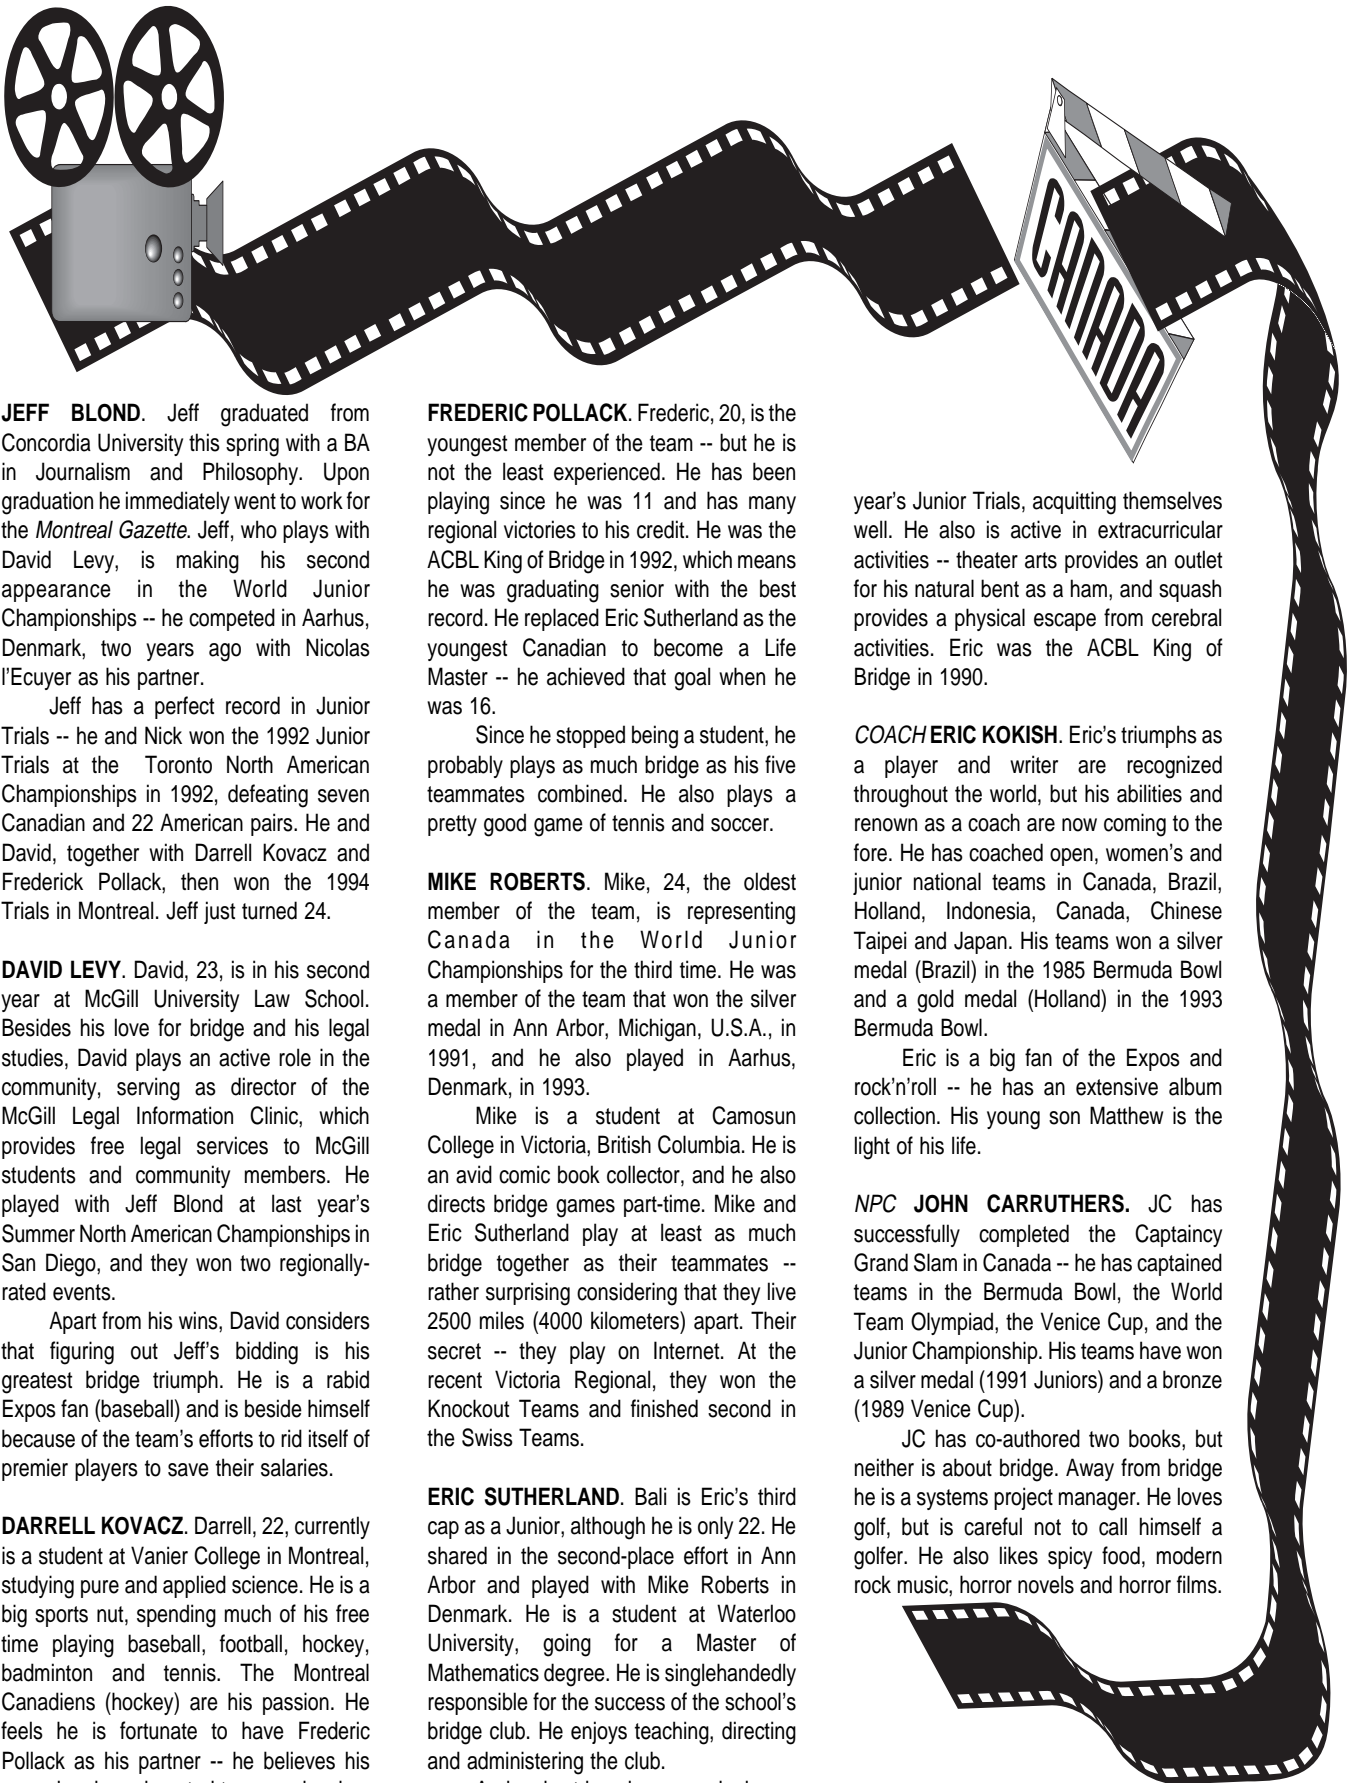 CANADA
JEFF BLOND. Jeff graduated from
Concordia University this spring with a BA
in Journalism and Philosophy. Upon
graduation he immediately went to work for
the Montreal Gazette. Jeff, who plays with
David Levy, is making his second
appearance in the World Junior
Championships -- he competed in Aarhus,
Denmark, two years ago with Nicolas
l'Ecuyer as his partner.
Jeff has a perfect record in Junior
Trials -- he and Nick won the 1992 Junior
Trials at the Toronto North American
Championships in 1992, defeating seven
Canadian and 22 American pairs. He and
David, together with Darrell Kovacz and
Frederick Pollack, then won the 1994
Trials in Montreal. Jeff just turned 24.
DAVID LEVY. David, 23, is in his second
year at McGill University Law School.
Besides his love for bridge and his legal
studies, David plays an active role in the
community, serving as director of the
McGill Legal Information Clinic, which
provides free legal services to McGill
students and community members. He
played with Jeff Blond at last year's
Summer North American Championships in
San Diego, and they won two regionally-
rated events.
Apart from his wins, David considers
that figuring out Jeff's bidding is his
greatest bridge triumph. He is a rabid
Expos fan (baseball) and is beside himself
because of the team's efforts to rid itself of
premier players to save their salaries.
DARRELL KOVACZ. Darrell, 22, currently
is a student at Vanier College in Montreal,
studying pure and applied science. He is a
big sports nut, spending much of his free
time playing baseball, football, hockey,
badminton and tennis. The Montreal
Canadiens (hockey) are his passion. He
feels he is fortunate to have Frederic
Pollack as his partner -- he believes his
FREDERIC POLLACK. Frederic, 20, is the
youngest member of the team -- but he is
not the least experienced. He has been
playing since he was 11 and has many
regional victories to his credit. He was the
ACBL King of Bridge in 1992, which means
he was graduating senior with the best
record. He replaced Eric Sutherland as the
youngest Canadian to become a Life
Master -- he achieved that goal when he
was 16.
Since he stopped being a student, he
probably plays as much bridge as his five
teammates combined. He also plays a
pretty good game of tennis and soccer.
MIKE ROBERTS. Mike, 24, the oldest
member of the team, is representing
Canada in the World Junior
Championships for the third time. He was
a member of the team that won the silver
medal in Ann Arbor, Michigan, U.S.A., in
1991, and he also played in Aarhus,
Denmark, in 1993.
Mike is a student at Camosun
College in Victoria, British Columbia. He is
an avid comic book collector, and he also
directs bridge games part-time. Mike and
Eric Sutherland play at least as much
bridge together as their teammates --
rather surprising considering that they live
2500 miles (4000 kilometers) apart. Their
secret -- they play on Internet. At the
recent Victoria Regional, they won the
Knockout Teams and finished second in
the Swiss Teams.
ERIC SUTHERLAND. Bali is Eric's third
cap as a Junior, although he is only 22. He
shared in the second-place effort in Ann
Arbor and played with Mike Roberts in
Denmark. He is a student at Waterloo
University, going for a Master of
Mathematics degree. He is singlehandedly
responsible for the success of the school's
bridge club. He enjoys teaching, directing
and administering the club.
year's Junior Trials, acquitting themselves
well. He also is active in extracurricular
activities -- theater arts provides an outlet
for his natural bent as a ham, and squash
provides a physical escape from cerebral
activities. Eric was the ACBL King of
Bridge in 1990.
COACH ERIC KOKISH. Eric's triumphs as
a player and writer are recognized
throughout the world, but his abilities and
renown as a coach are now coming to the
fore. He has coached open, women's and
junior national teams in Canada, Brazil,
Holland, Indonesia, Canada, Chinese
Taipei and Japan. His teams won a silver
medal (Brazil) in the 1985 Bermuda Bowl
and a gold medal (Holland) in the 1993
Bermuda Bowl.
Eric is a big fan of the Expos and
rock'n'roll -- he has an extensive album
collection. His young son Matthew is the
light of his life.
NPC JOHN CARRUTHERS. JC has
successfully completed the Captaincy
Grand Slam in Canada -- he has captained
teams in the Bermuda Bowl, the World
Team Olympiad, the Venice Cup, and the
Junior Championship. His teams have won
a silver medal (1991 Juniors) and a bronze
(1989 Venice Cup).
JC has co-authored two books, but
neither is about bridge. Away from bridge
he is a systems project manager. He loves
golf, but is careful not to call himself a
golfer. He also likes spicy food, modern
rock music, horror novels and horror films.